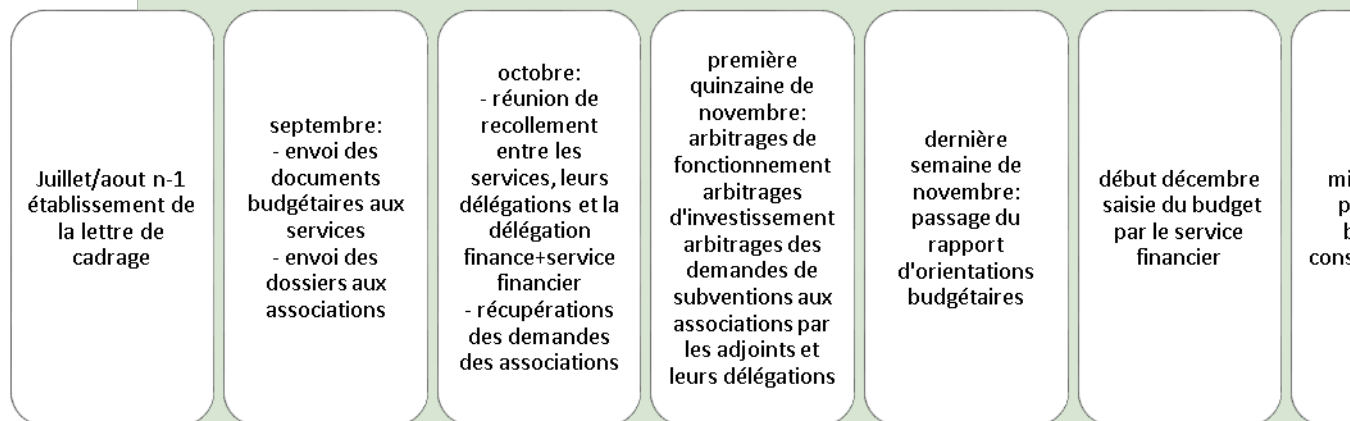 Juillet/aout n-1
établissement de
la lettre de
cadrage
septembre:
- envoi des
documents
budgétaires aux
services
- envoi des
dossiers aux
associations
octobre:
- réunion de
recollement
entre les
services, leurs
délégations et la
délégation
finance+service
financier
- récupérations
des demandes
des associations
première
quinzaine de
novembre:
arbitrages de
fonctionnement
arbitrages
d'investissement
arbitrages des
demandes de
subventions aux
associations par
les adjoints et
leurs délégations
dernière
semaine de
novembre:
passage du
rapport
d'orientations
budgétaires
début décembre
saisie du budget
par le service
financier